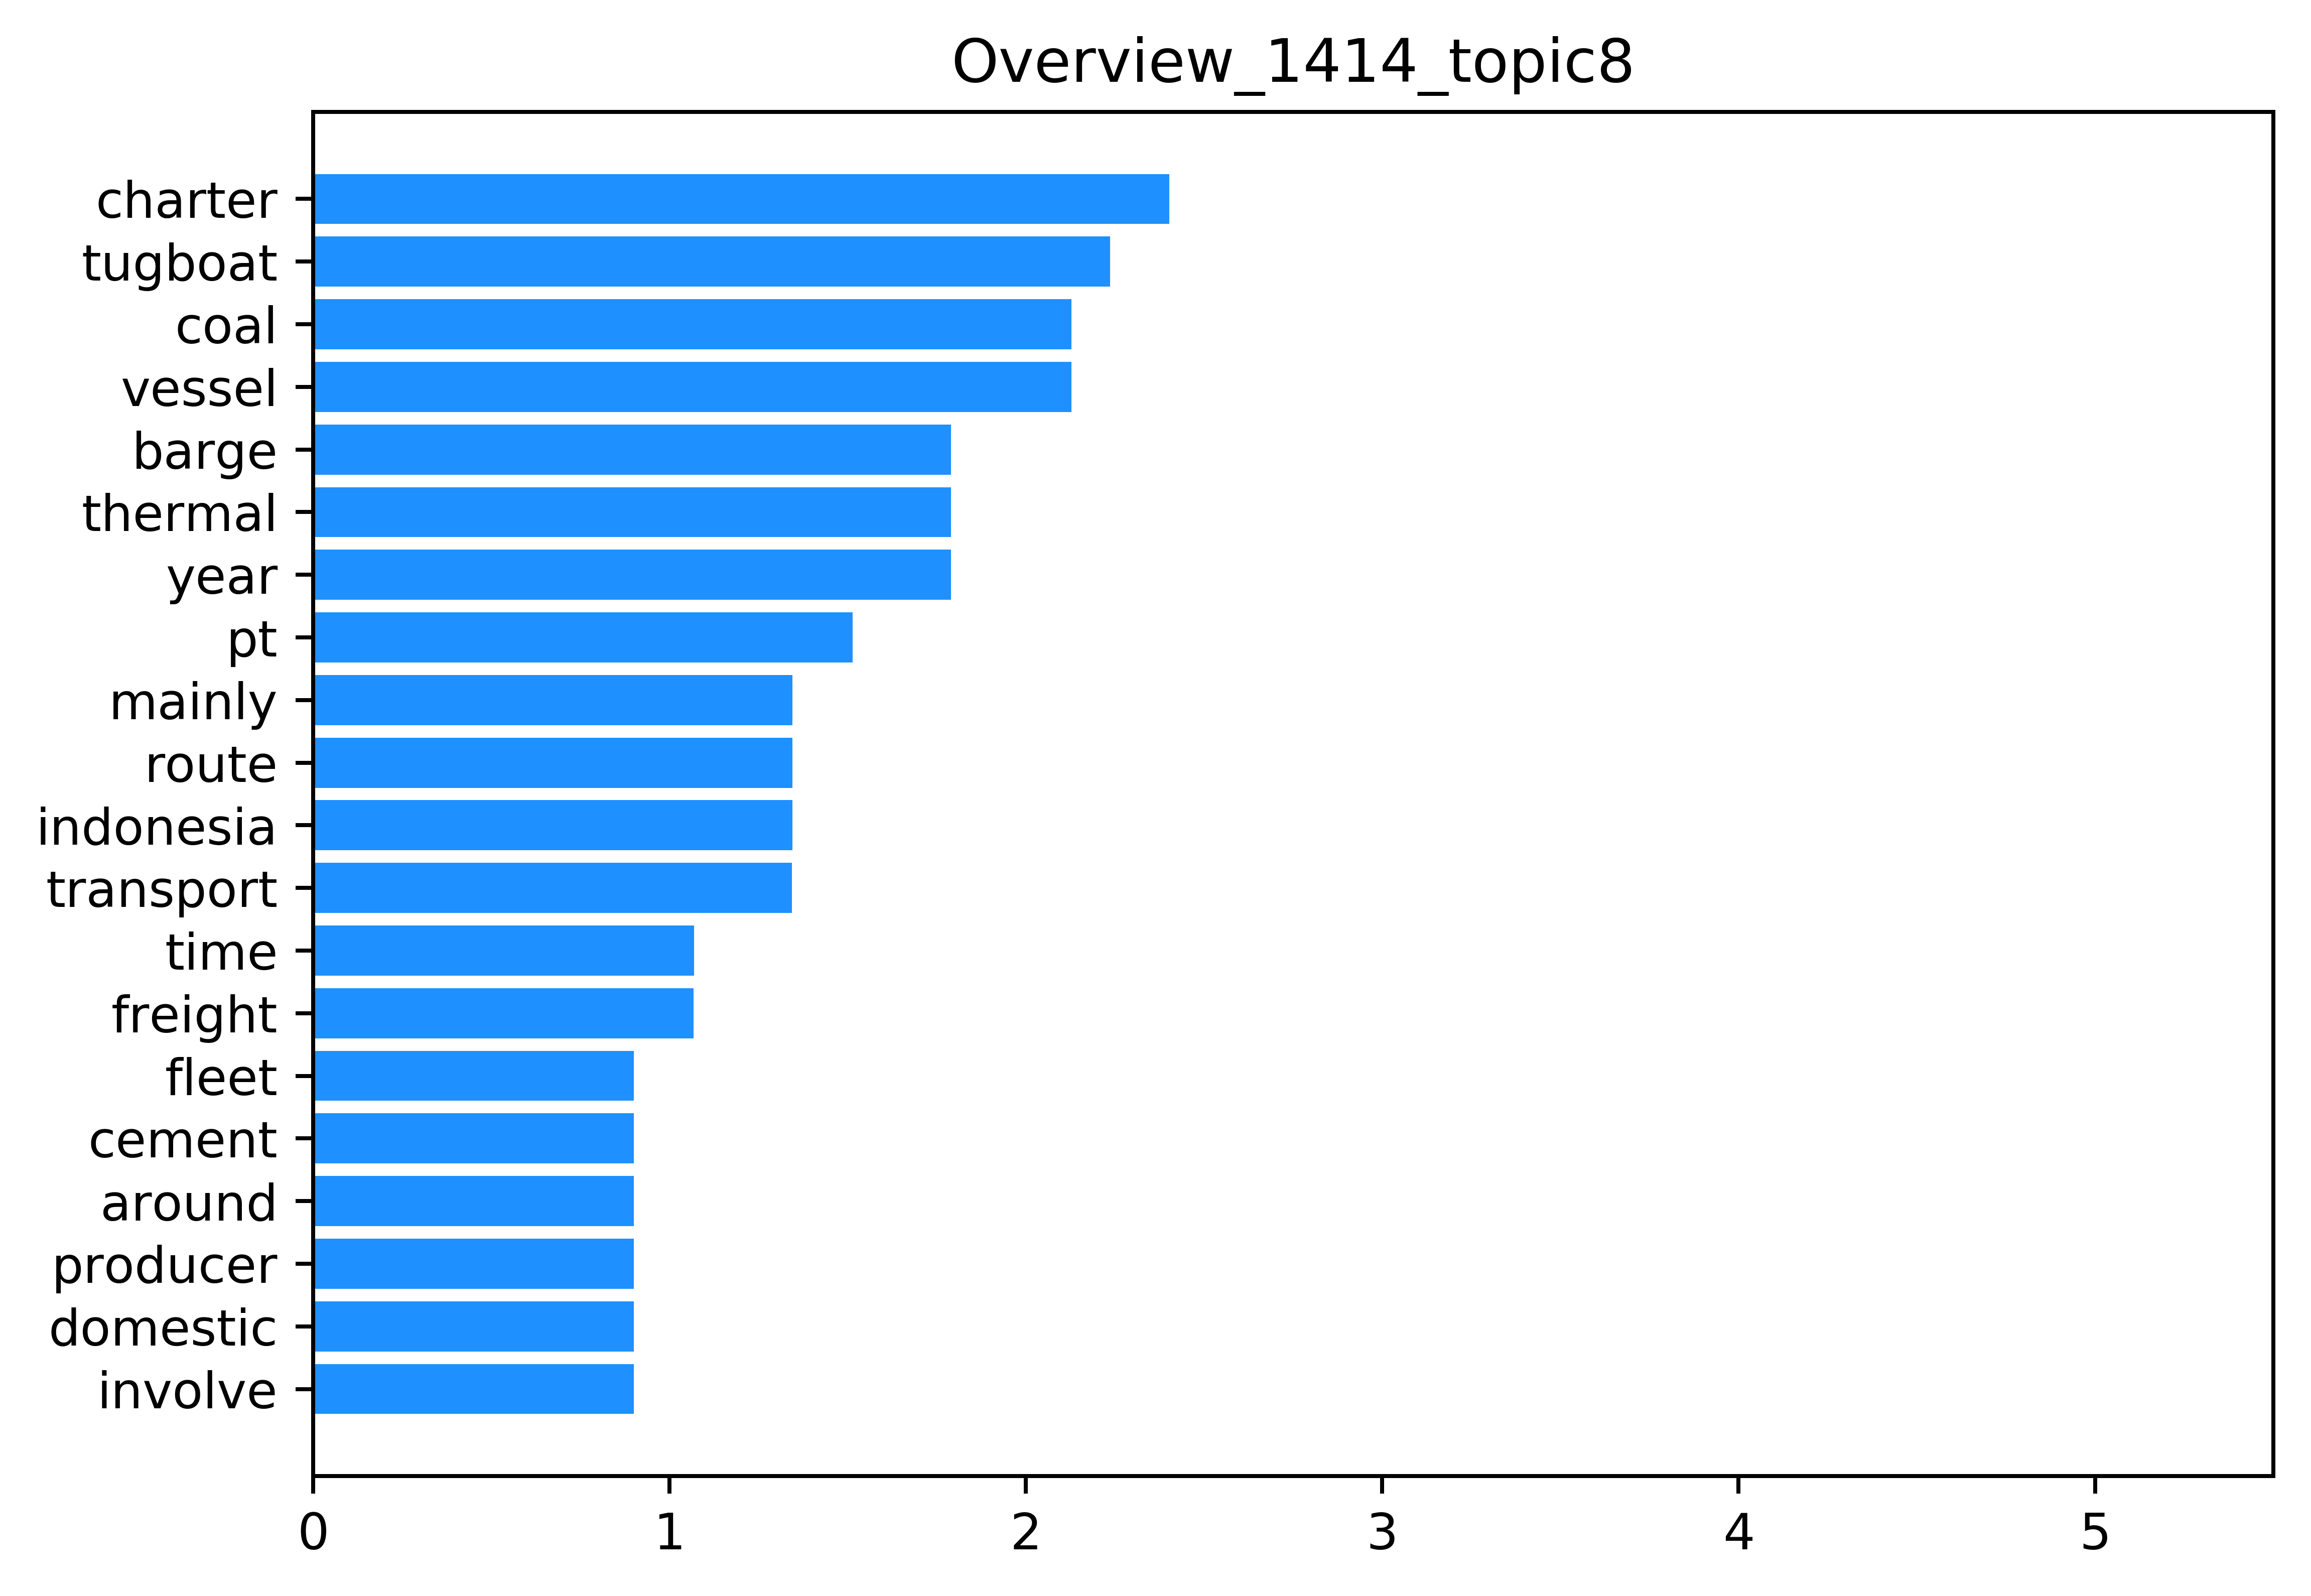 Overview_1414_topic8
charter
tugboat
coal
vessel
barge
thermal
year
pt
mainly
route
indonesia
transport
time
freight
fleet
cement
around
producer
domestic
involve
0 1 2 3 4 5